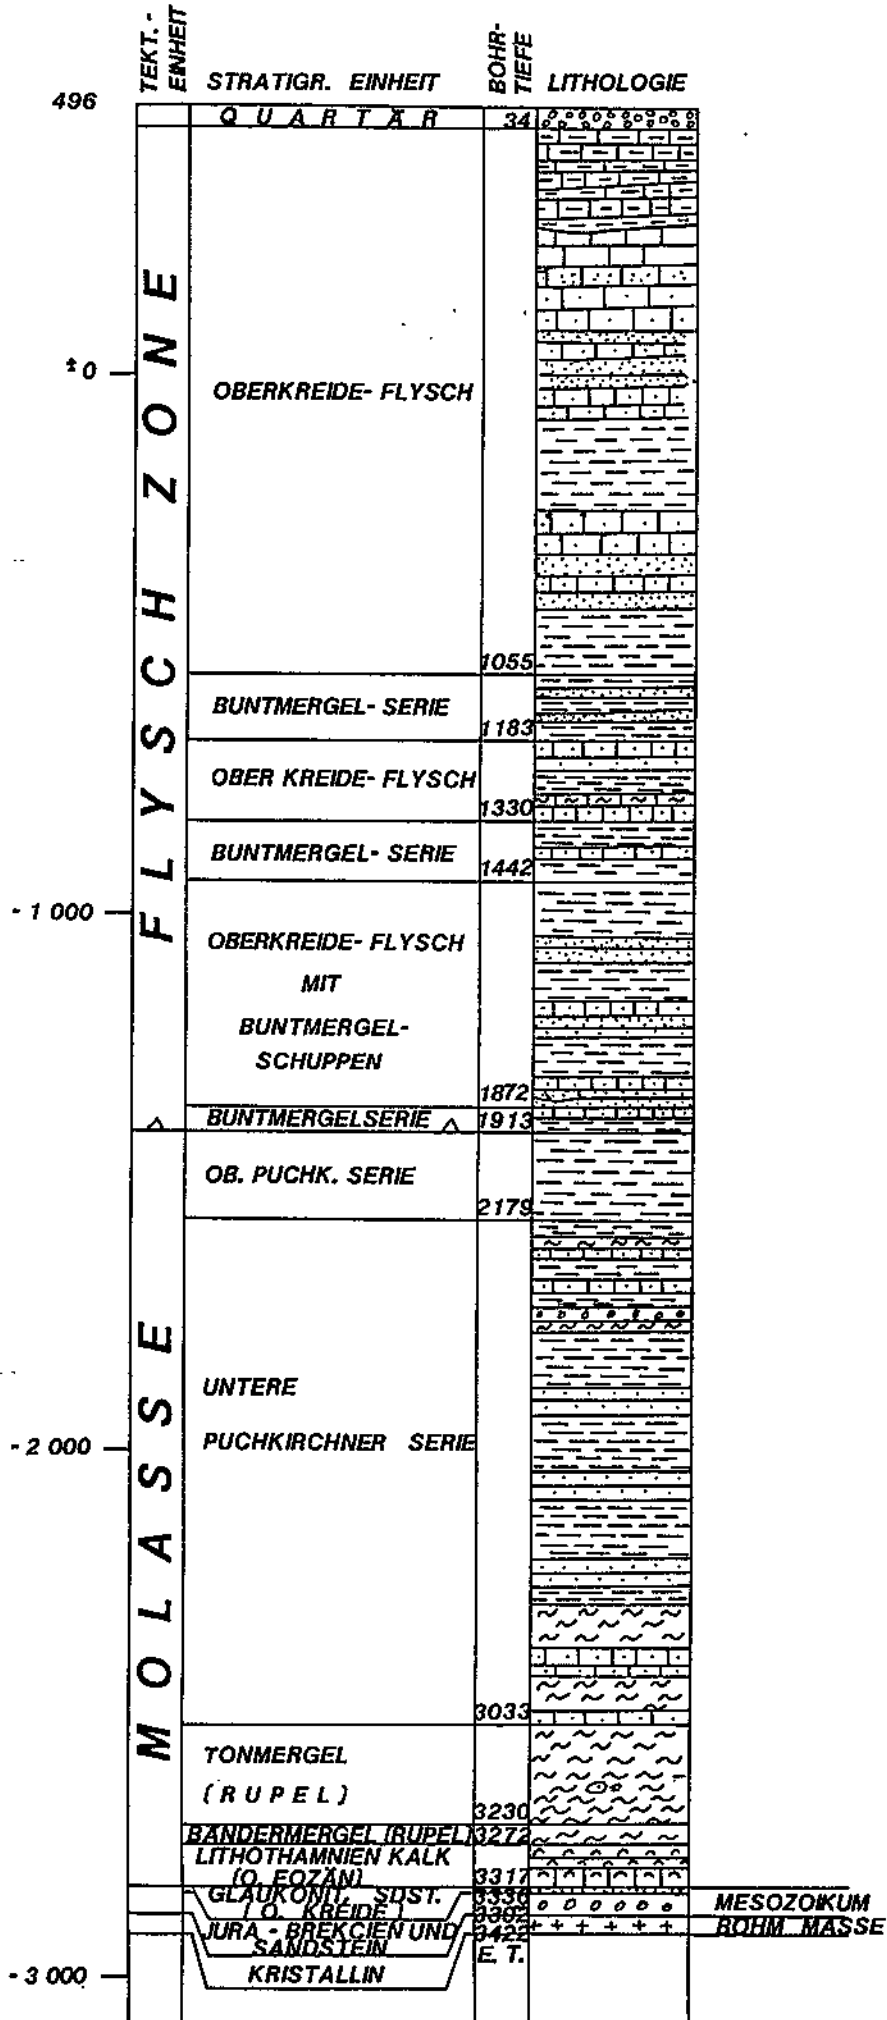 TEKT.-
EINHEIT
STRATIGR. EINHEIT
BOHR-
TIEFE
LITHOLOGIE
496
QUARTÄR 34
FLYSCH ZONE
± 0
OBERKREIDE- FLYSCH
1055
BUNTMERGEL- SERIE
1183
OBER KREIDE- FLYSCH
1330
BUNTMERGEL- SERIE
1442
- 1 000
OBERKREIDE- FLYSCH
MIT
BUNTMERGEL-
SCHUPPEN
1872
BUNTMERGELSERIE 1913
MOLASSE
OB. PUCHK. SERIE
2179
UNTERE
PUCHKIRCHNER SERIE
- 2 000
3033
TONMERGEL
(RUPEL)
3230
BÄNDERMERGEL (RUPEL) 3272
LITHOTHAMNIEN KALK
(O. EOZÄN) 3317
GLAUKONIT. SDST. 3336
(O. KREIDE)
MESOZOIKUM
JURA - BREKCIEN UND 3422
SANDSTEIN
BÖHM MASSE
E. T.
KRISTALLIN
- 3 000